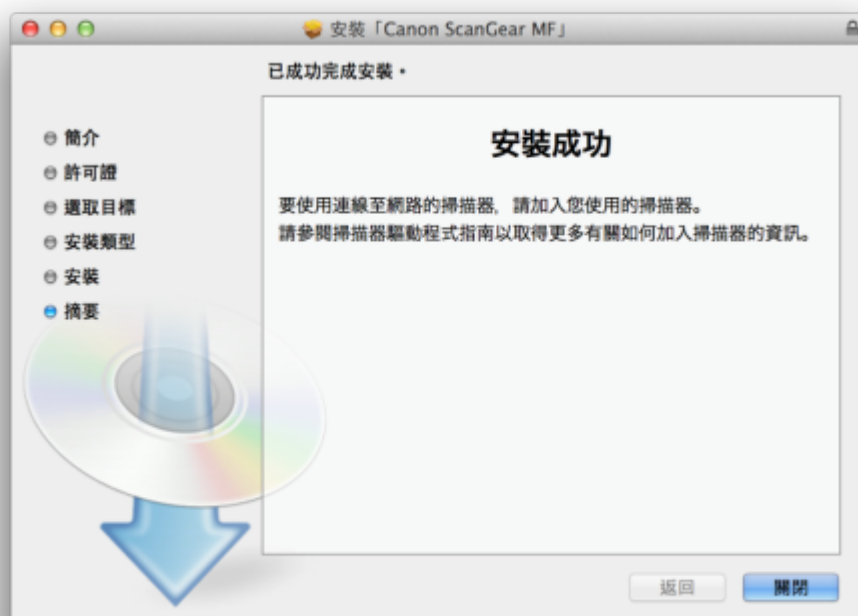 安裝「Canon ScanGear MF」
已成功完成安裝。
簡介
許可證
選取目標
安裝類型
安裝
摘要
安裝成功
要使用連線至網路的掃描器，請加入您使用的掃描器。
請參閱掃描器驅動程式指南以取得更多有關如何加入掃描器的資訊。
返回
關閉